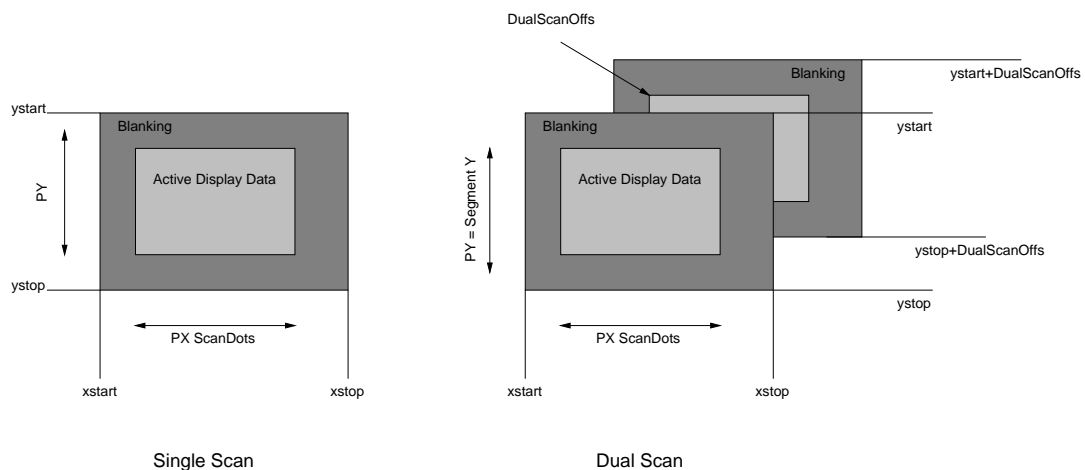 DualScanOffs
Blanking
ystart+DualScanOffs
ystart
Blanking
Active Display Data
PY
ystop
PX ScanDots
xstart
xstop
Single Scan
Blanking
ystart
Active Display Data
PY = Segment Y
ystop+DualScanOffs
ystop
PX ScanDots
xstart
xstop
Dual Scan